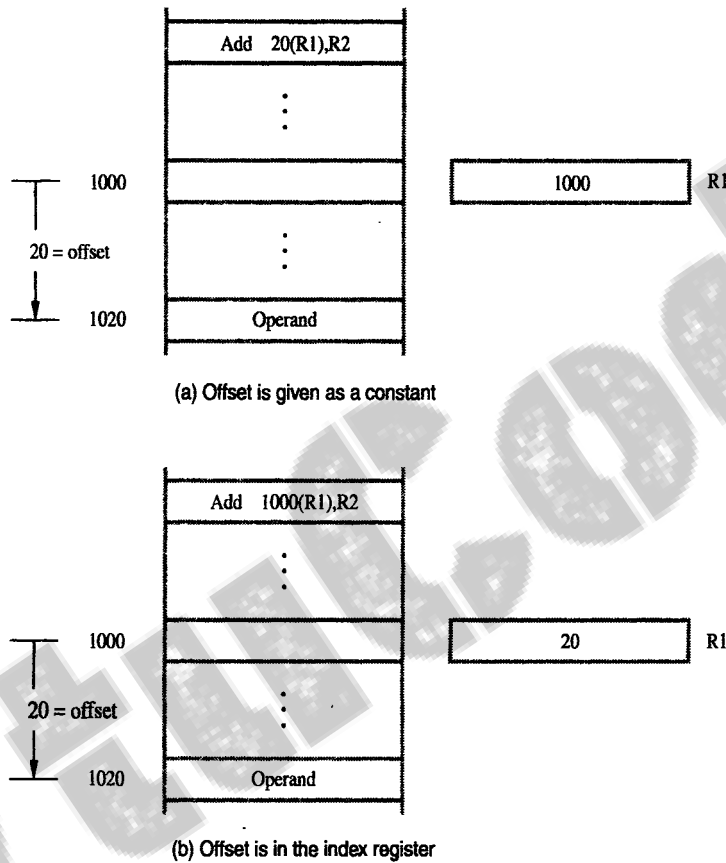 Add 20(R1),R2
1000
1000
R1
20 = offset
1020
Operand
(a) Offset is given as a constant
Add 1000(R1),R2
1000
20
R1
20 = offset
1020
Operand
(b) Offset is in the index register